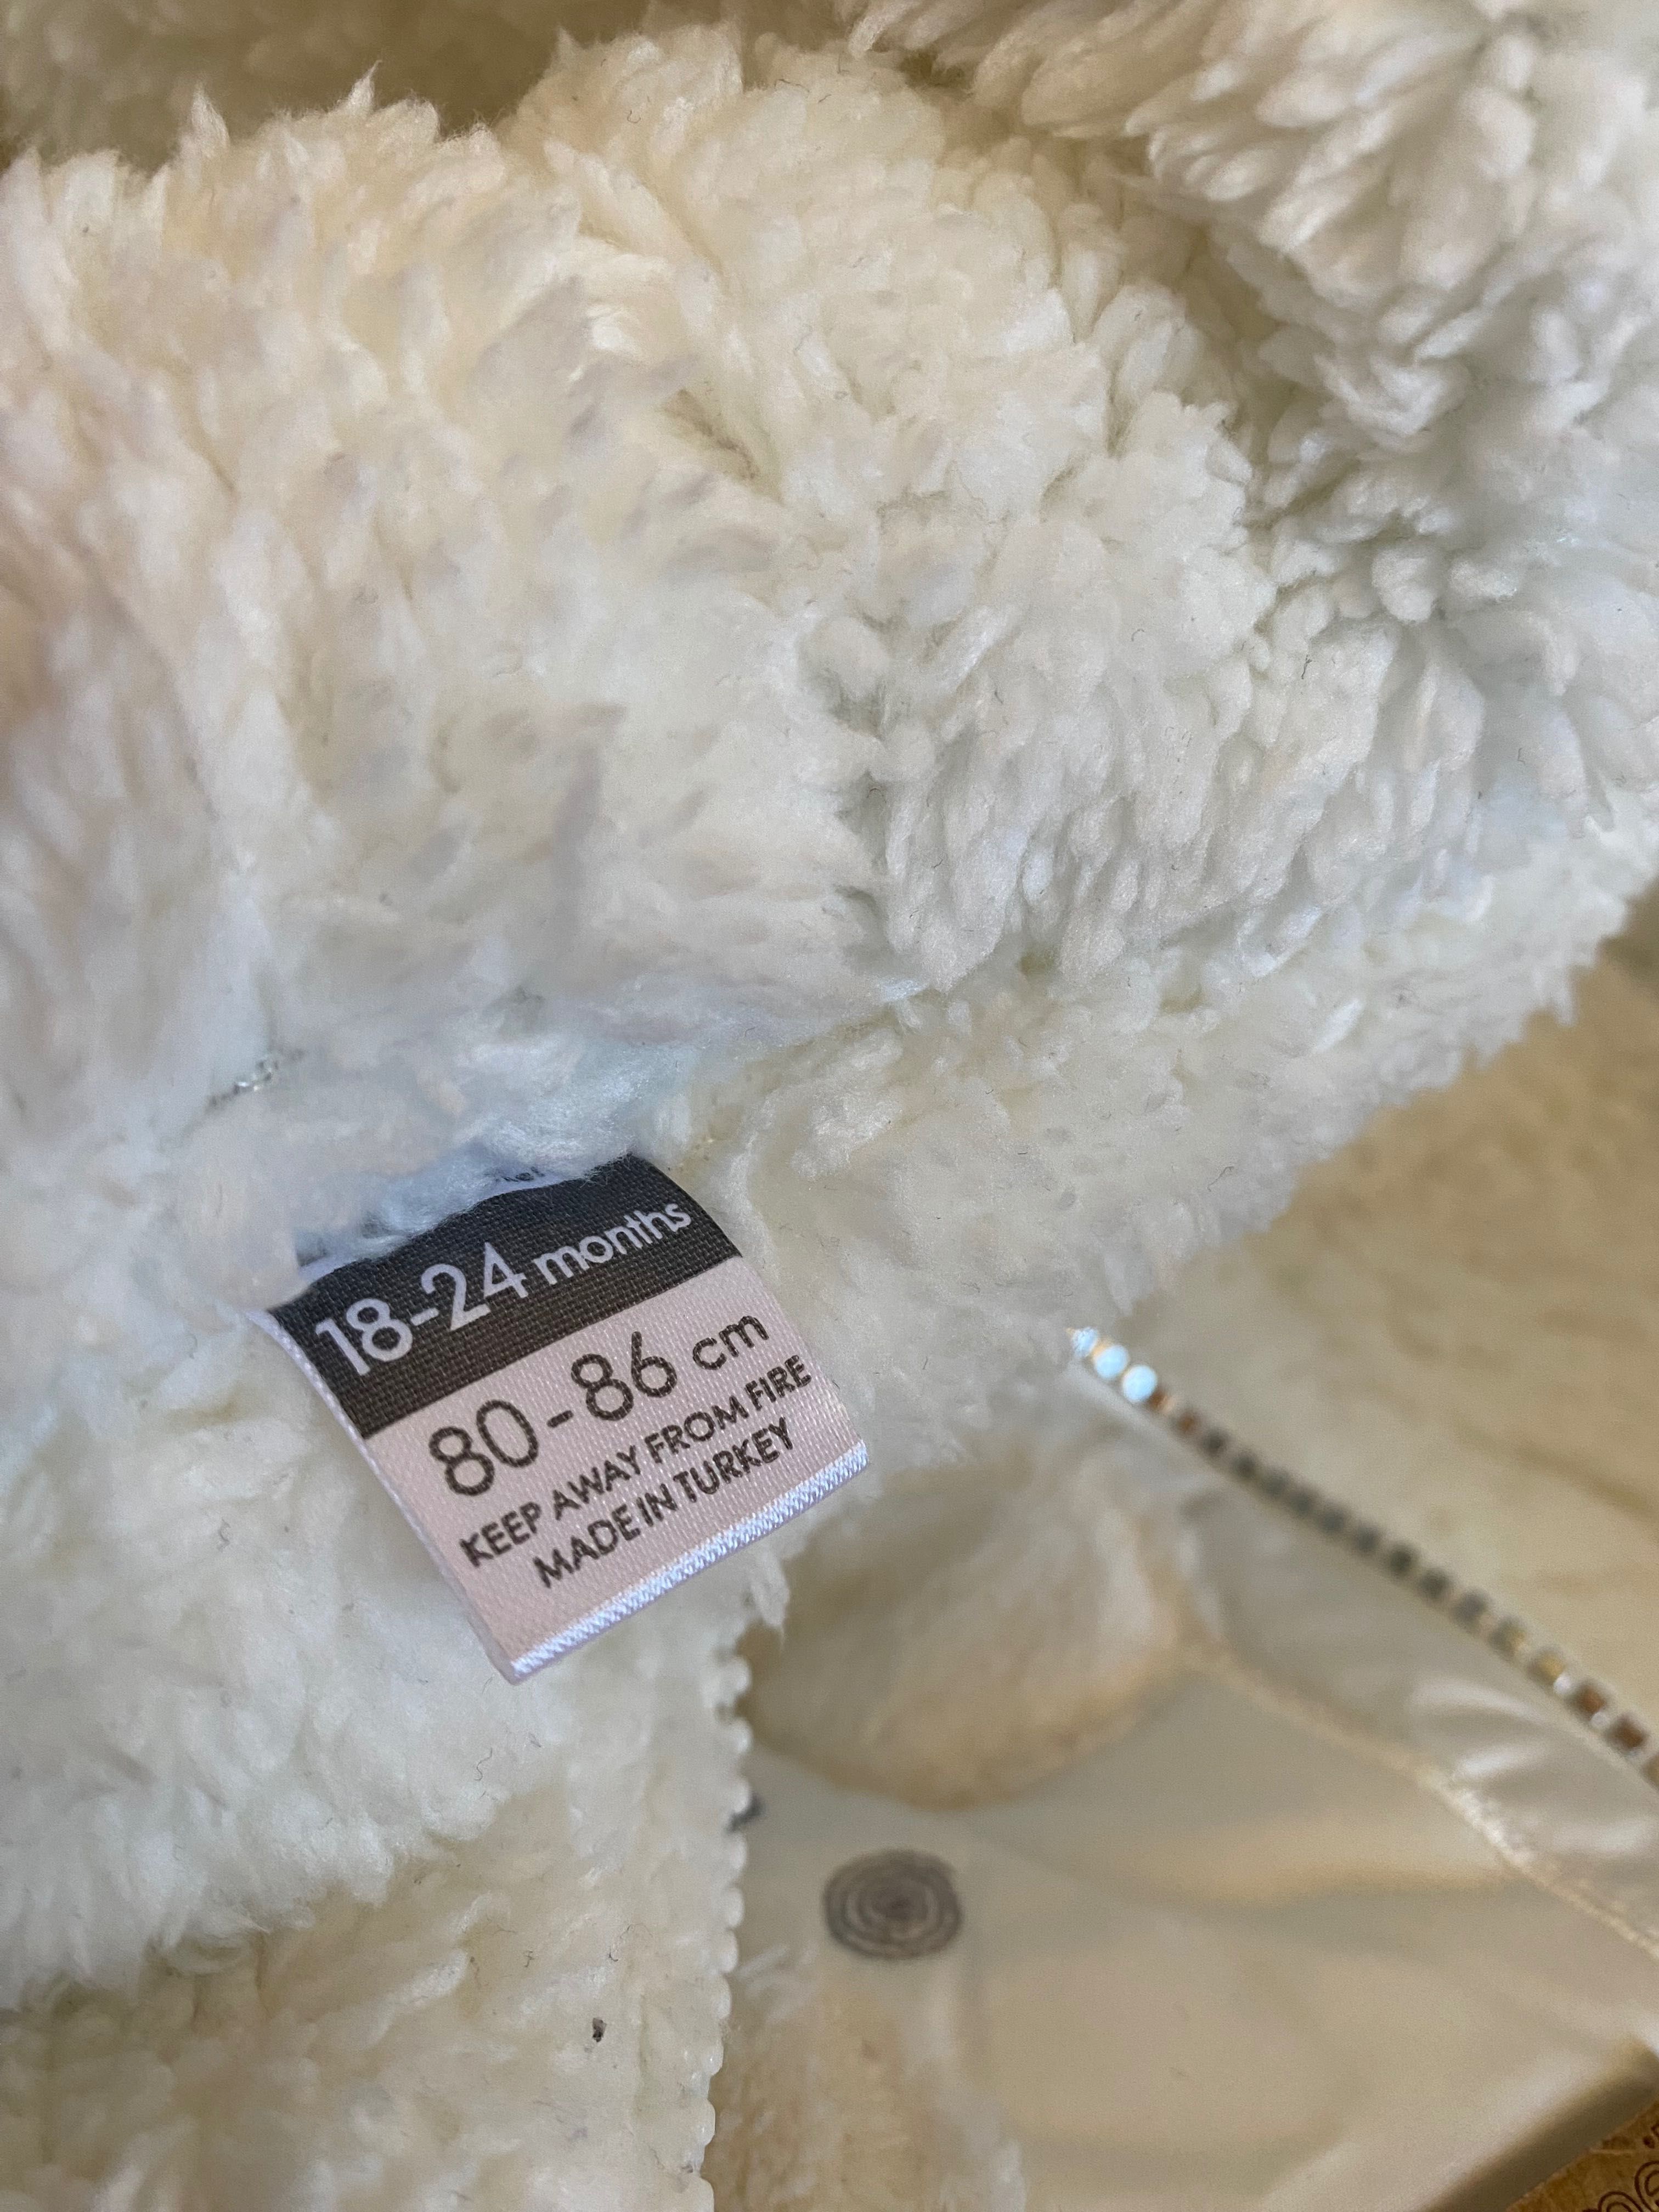 18-24 months
80-86 cm
KEEP AWAY FROM FIRE
MADE IN TURKEY